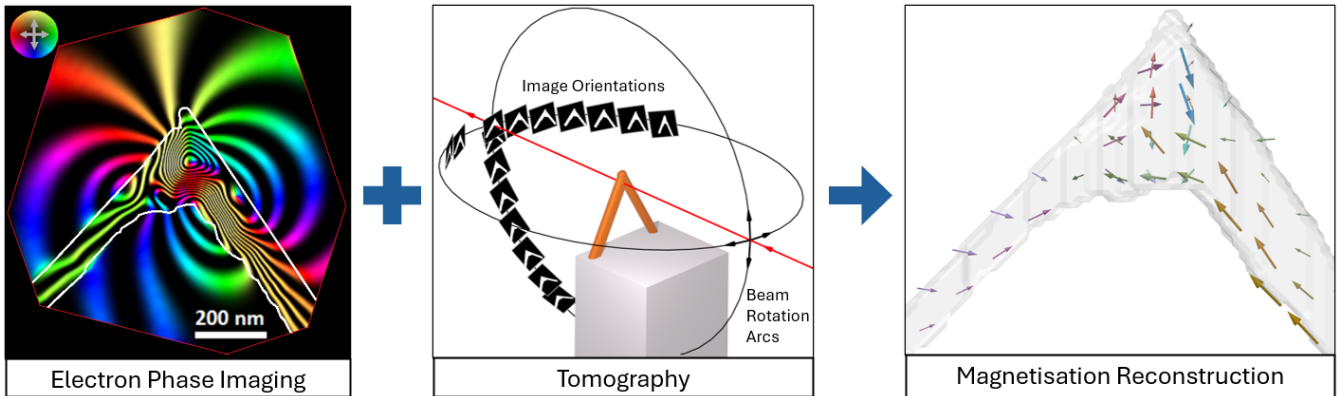 200 nm
Electron Phase Imaging
Image Orientations
Beam
Rotation
Arcs
Tomography
Magnetisation Reconstruction